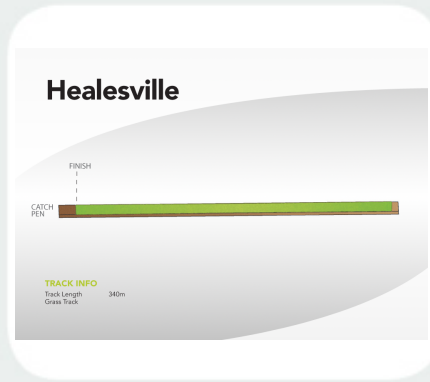 Healesville
FINISH
CATCH
PEN
TRACK INFO
Track Length 340m
Grass Track